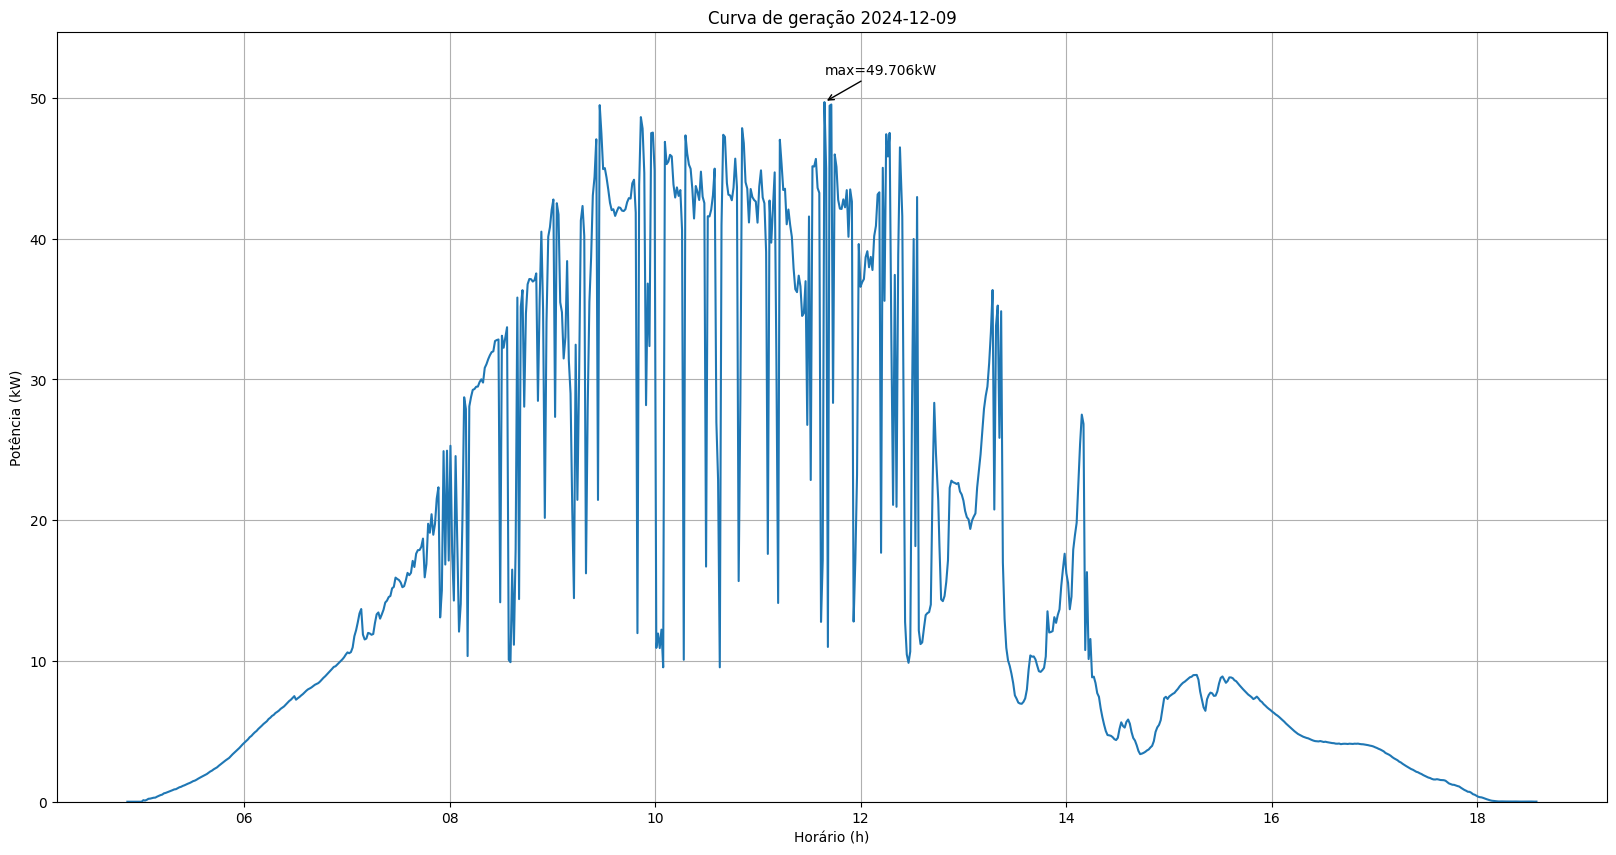 Curva de geração 2024-12-09
max=49.706kW
50
40
30
20
10
0
Potência (kW)
06 08 10 12 14 16 18
Horário (h)